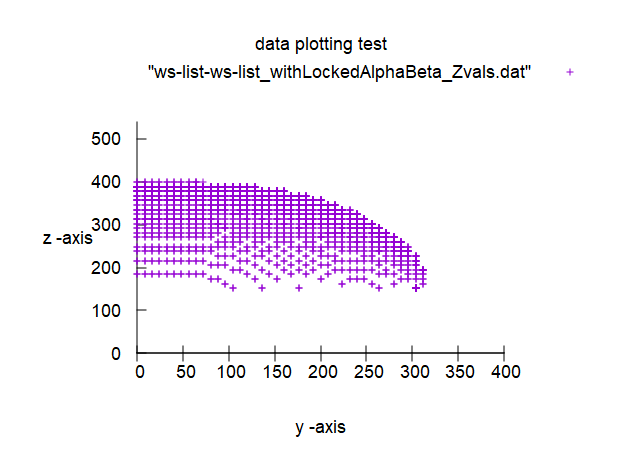 data plotting test
"ws-list-ws-list_withLockedAlphaBeta_Zvals.dat"
500
400
300
z -axis
200
100
0
0 50 100 150 200 250 300 350 400
y -axis